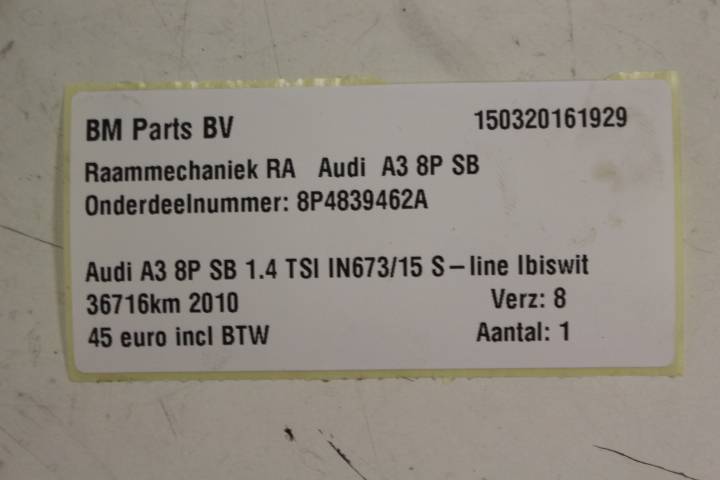 BM Parts BV 150320161929
Raammechaniek RA Audi A3 8P SB
Onderdeelnummer: 8P4839462A
Audi A3 8P SB 1.4 TSI IN673/15 S-line Ibiswit
36716km 2010 Verz: 8
45 euro incl BTW Aantal: 1